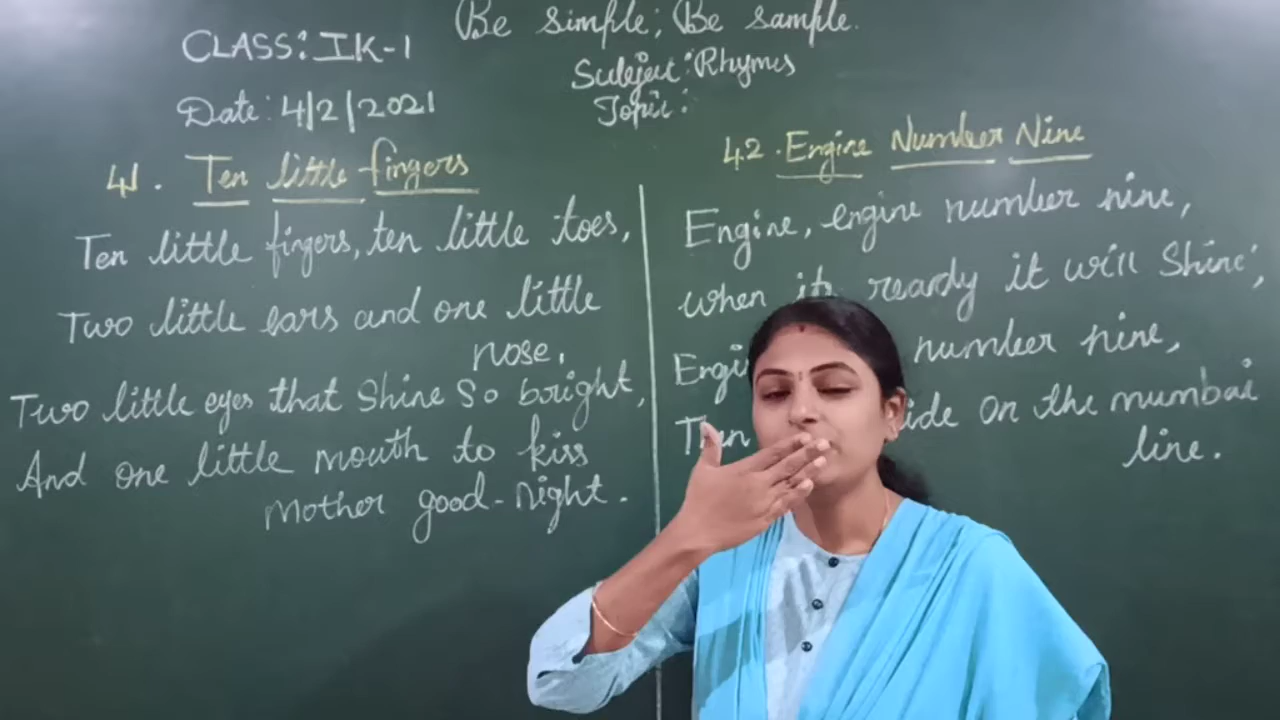 Be simple; Be sample.
CLASS: IK-1
Subject: Rhymes
Date: 4/2/2021
Topic:
41. Ten little fingers
Ten little fingers, ten little toes,
Two little ears and one little
nose.
Two little eyes that Shine So bright,
And one little mouth to kiss
Mother good-night.
42. Engine Number Nine
Engine, engine number nine,
when its ready it will Shine;
number nine,
on the mumbai
line.